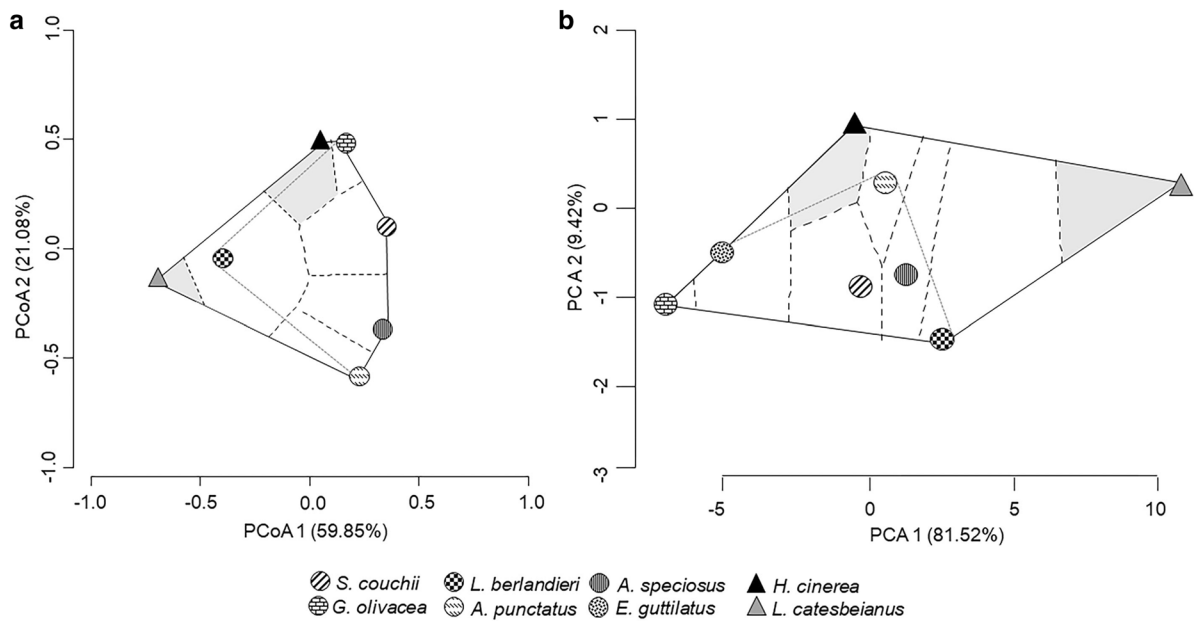 a
1.0
0.5
0.0
-0.5
-1.0
PCoA 2 (21.08%)
-1.0 -0.5 0.0 0.5 1.0
PCoA 1 (59.85%)
b
2
1
0
-1
-2
-3
PCA 2 (9.42%)
-5 0 5 10
PCA 1 (81.52%)
S. couchii L. berlandieri A. speciosus H. cinerea
G. olivacea A. punctatus E. guttilatus L. catesbeianus